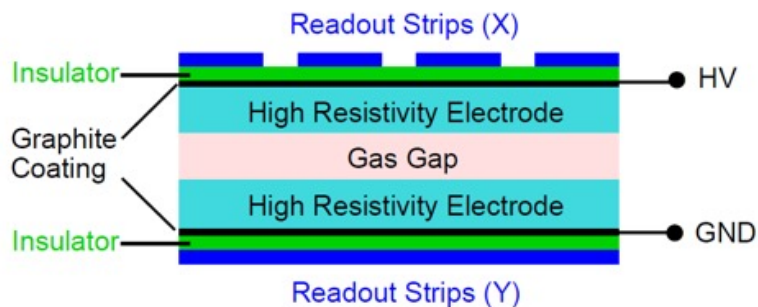 Readout Strips (X)
Insulator
HV
High Resistivity Electrode
Graphite
Coating
Gas Gap
High Resistivity Electrode
GND
Insulator
Readout Strips (Y)